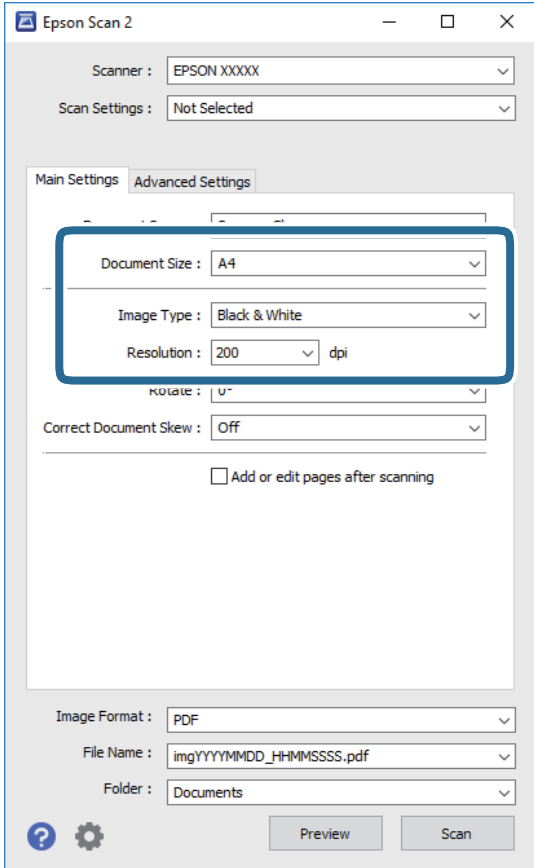 Epson Scan 2
Scanner : EPSON XXXXX
Scan Settings : Not Selected
Main Settings Advanced Settings
Document Size : A4
Image Type : Black & White
Resolution : 200 dpi
Rotate : 0°
Correct Document Skew : Off
Add or edit pages after scanning
Image Format : PDF
File Name : imgYYYYMMDD_HHMMSSSS.pdf
Folder : Documents
? Preview Scan